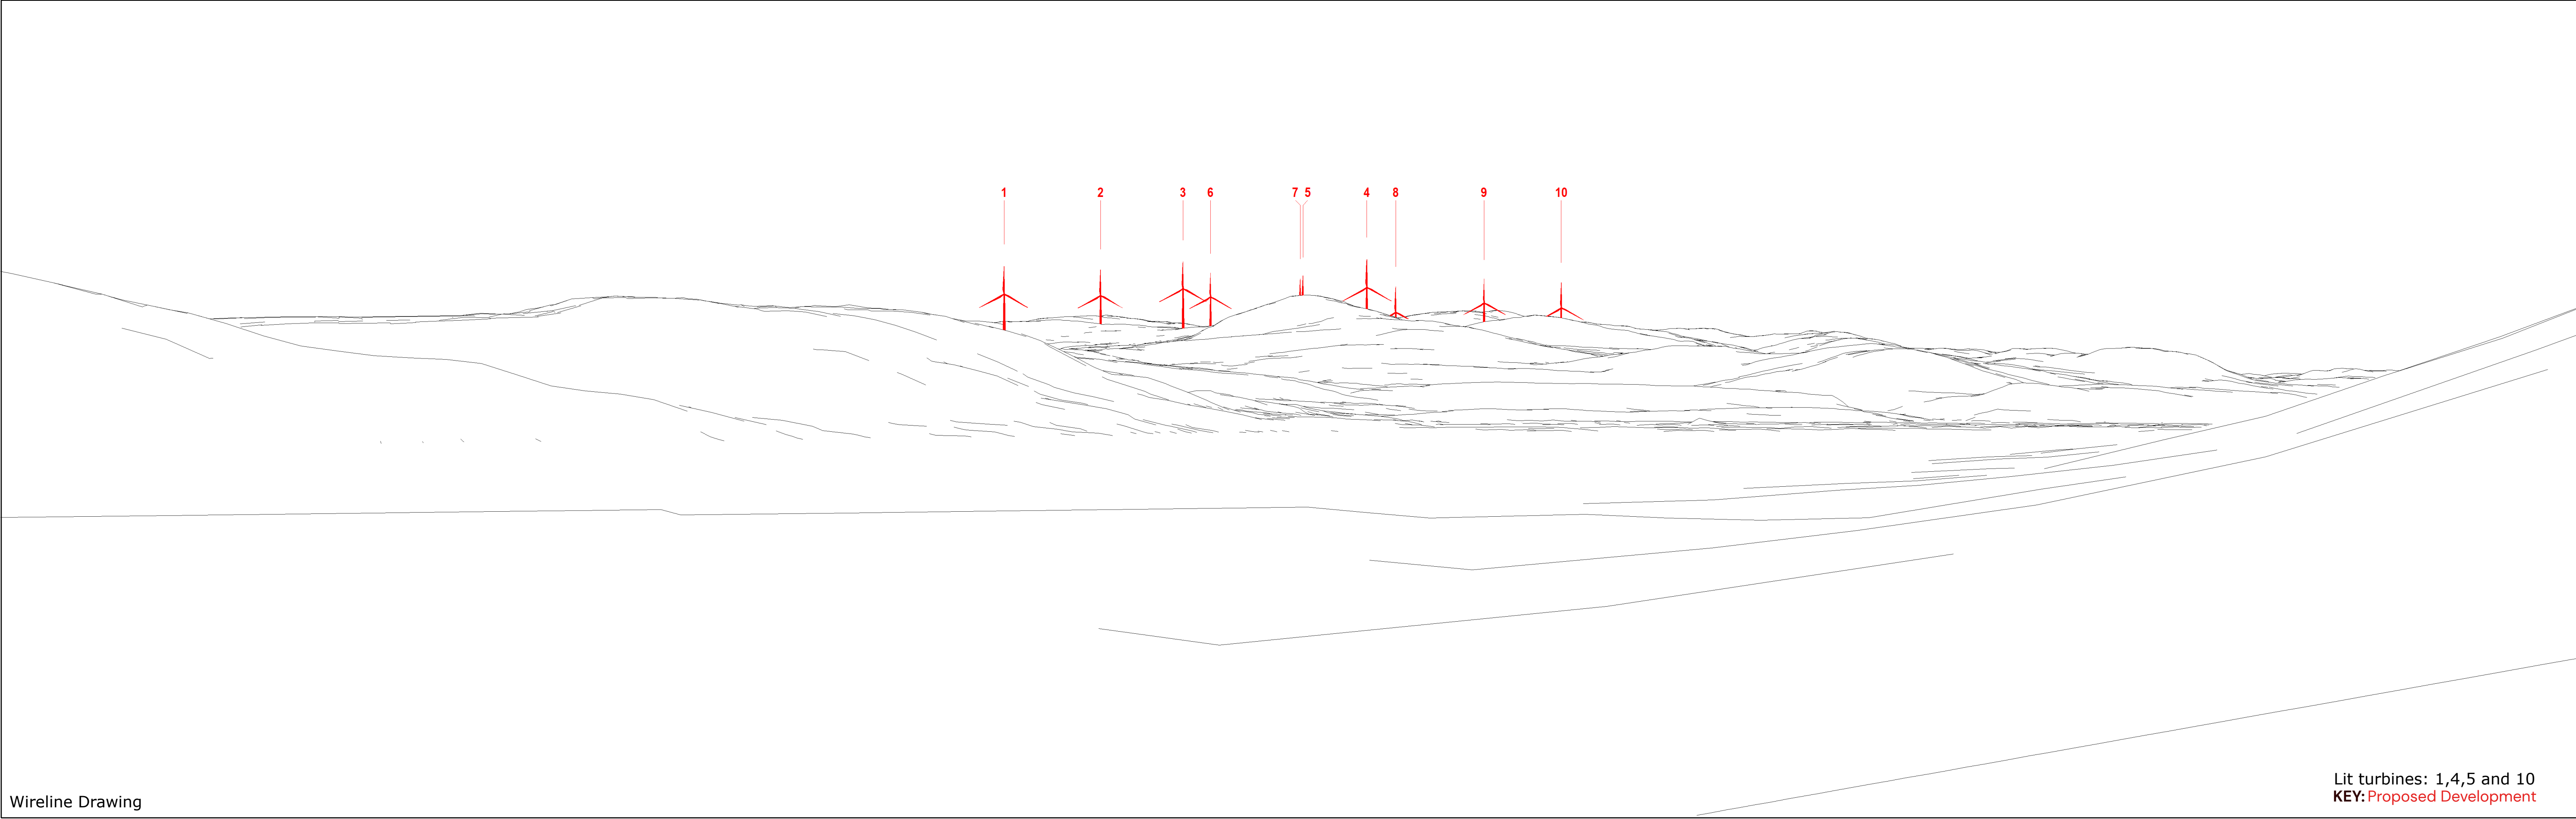 1 2 3 6 7 5 4 8 9 10
Wireline Drawing
Lit turbines: 1,4,5 and 10
KEY: Proposed Development